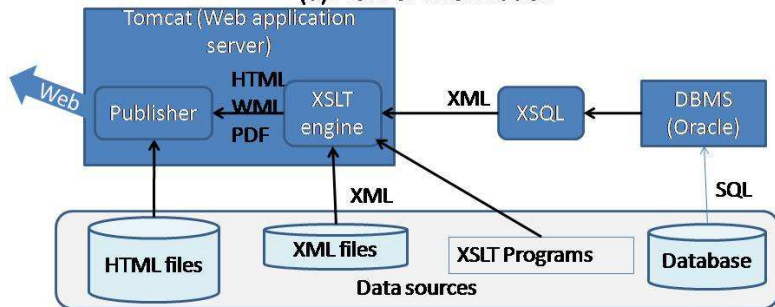 Tomcat (Web application
server)
Web
Publisher
HTML
WML
PDF
XSLT
engine
XML
XSQL
DBMS
(Oracle)
XML
SQL
HTML files
XML files
XSLT Programs
Database
Data sources